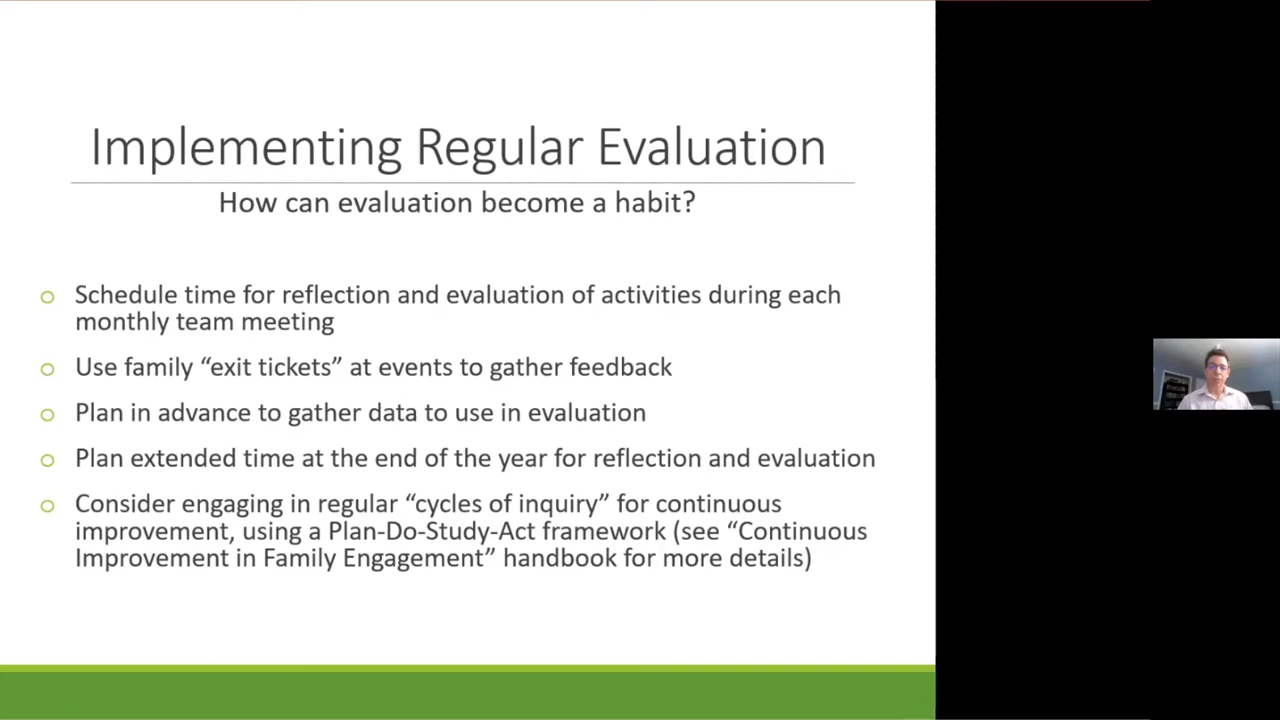 Implementing Regular Evaluation
How can evaluation become a habit?
o Schedule time for reflection and evaluation of activities during each
monthly team meeting
o Use family “exit tickets” at events to gather feedback
o Plan in advance to gather data to use in evaluation
o Plan extended time at the end of the year for reflection and evaluation
o Consider engaging in regular “cycles of inquiry” for continuous
improvement, using a Plan-Do-Study-Act framework (see “Continuous
Improvement in Family Engagement” handbook for more details)